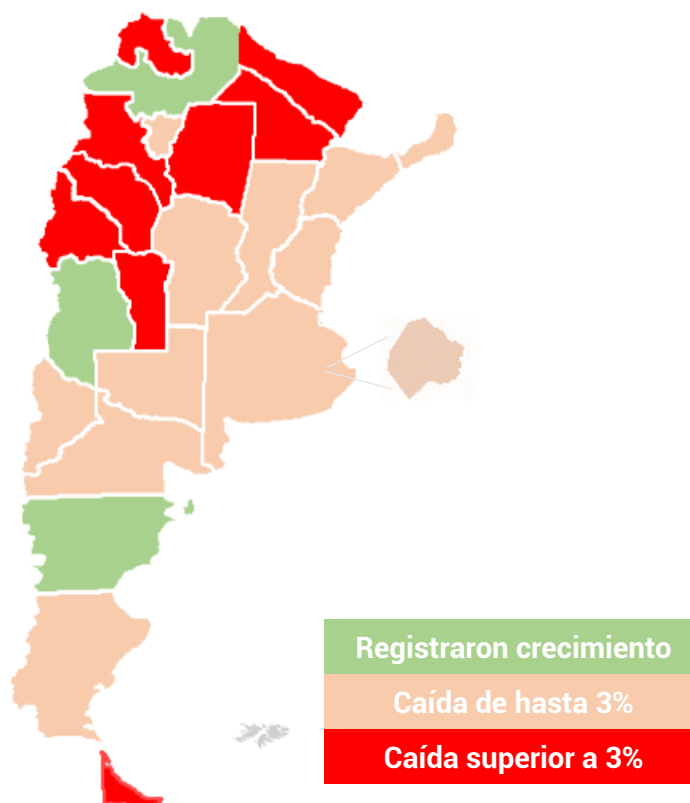 Registraron crecimiento
Caída de hasta 3%
Caída superior a 3%